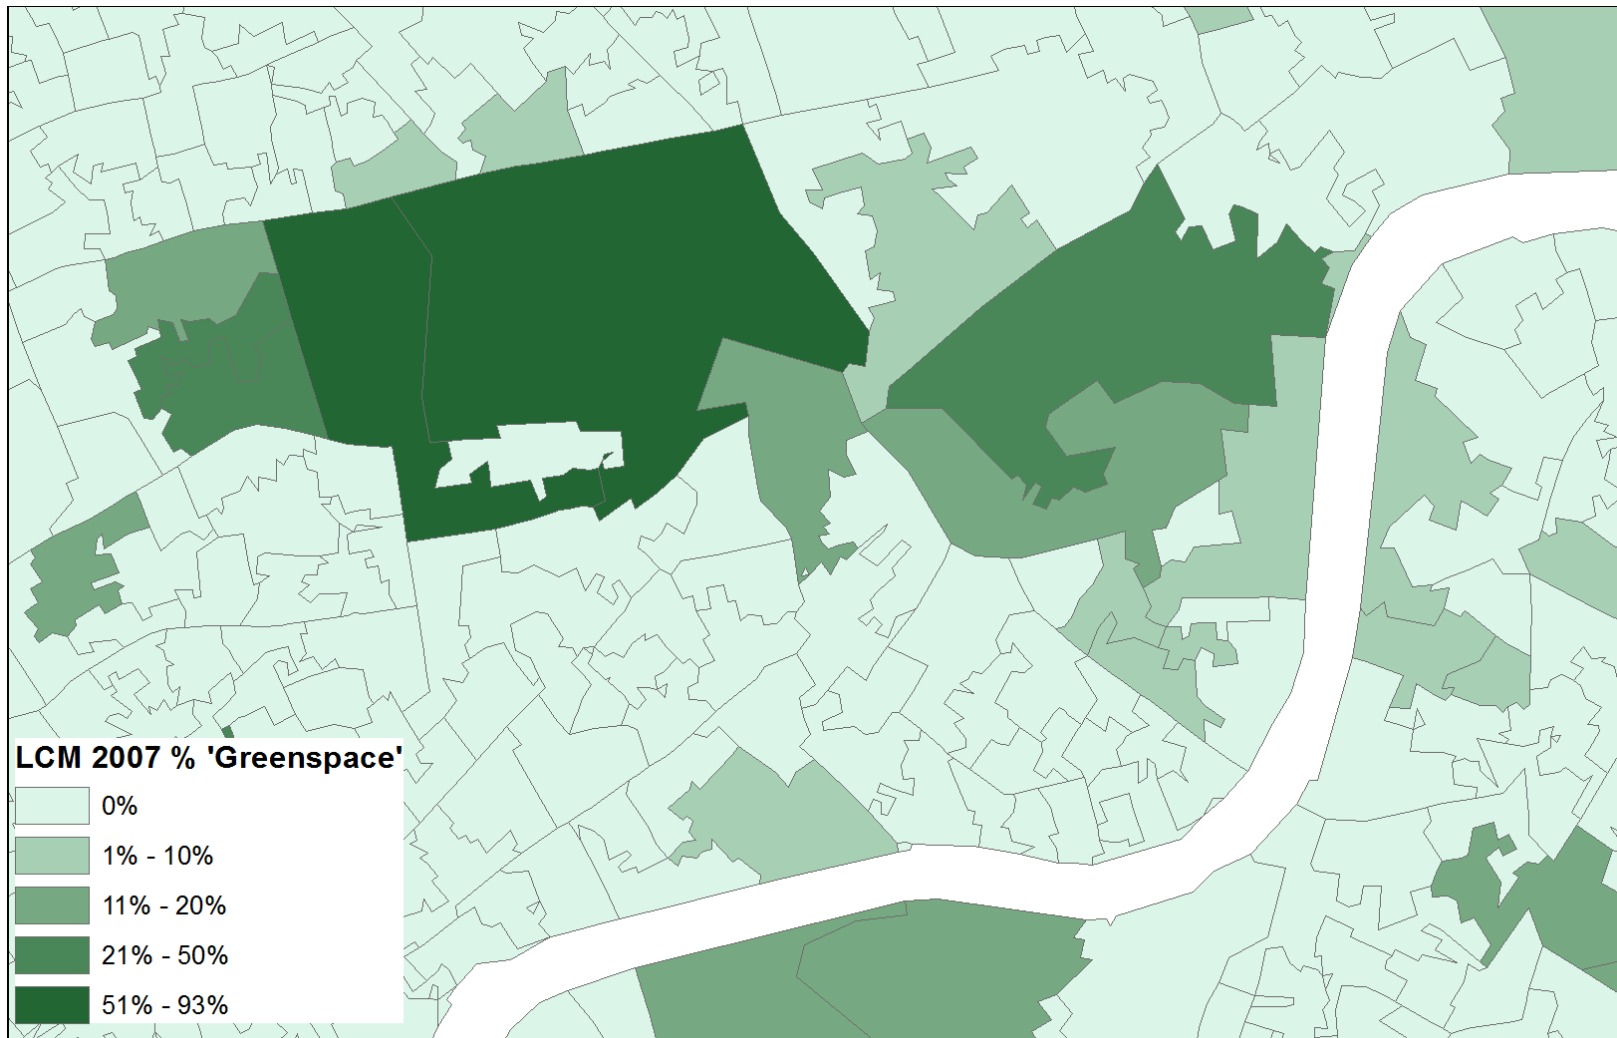 LCM 2007 % 'Greenspace'
0%
1% - 10%
11% - 20%
21% - 50%
51% - 93%